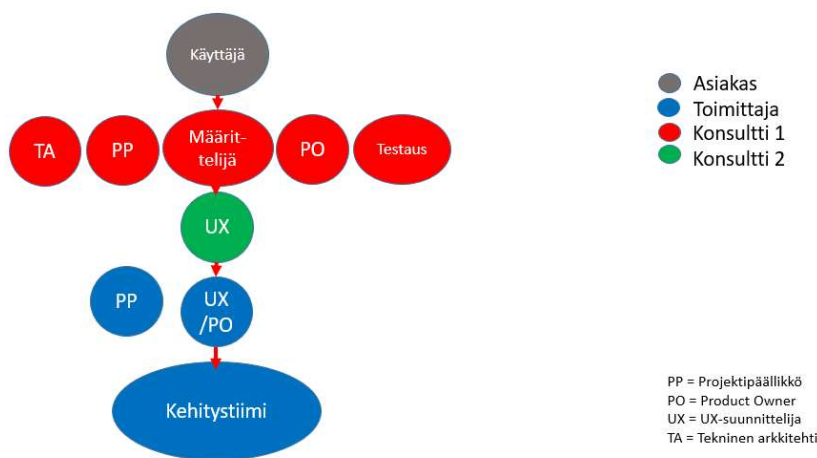 Käyttäjä
TA
PP
Määrit-
telijä
PO
Testaus
UX
PP
UX
/PO
Kehitystiimi
Asiakas
Toimittaja
Konsultti 1
Konsultti 2
PP = Projektipäällikkö
PO = Product Owner
UX = UX-suunnittelija
TA = Tekninen arkkitehti